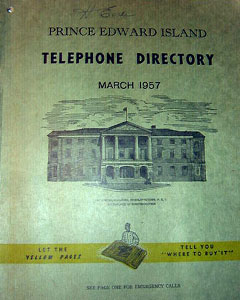 PRINCE EDWARD ISLAND
TELEPHONE DIRECTORY
MARCH 1957
LET THE
YELLOW PAGES
TELL YOU
"WHERE TO BUY IT"
SEE PAGE ONE FOR EMERGENCY CALLS